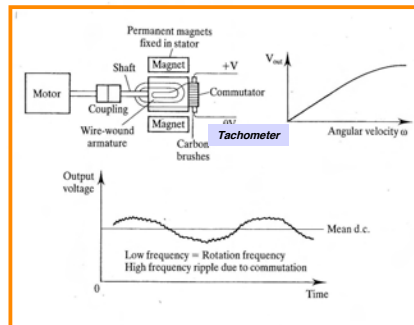 Permanent magnets
fixed in stator
Shaft
Magnet
+V
Motor
Commutator
Coupling
Wire-wound
armature
Magnet
0V
Tachometer
Carbon
brushes
V_out
Angular velocity ω
Output
voltage
Mean d.c.
Low frequency = Rotation frequency
High frequency ripple due to commutation
0
Time